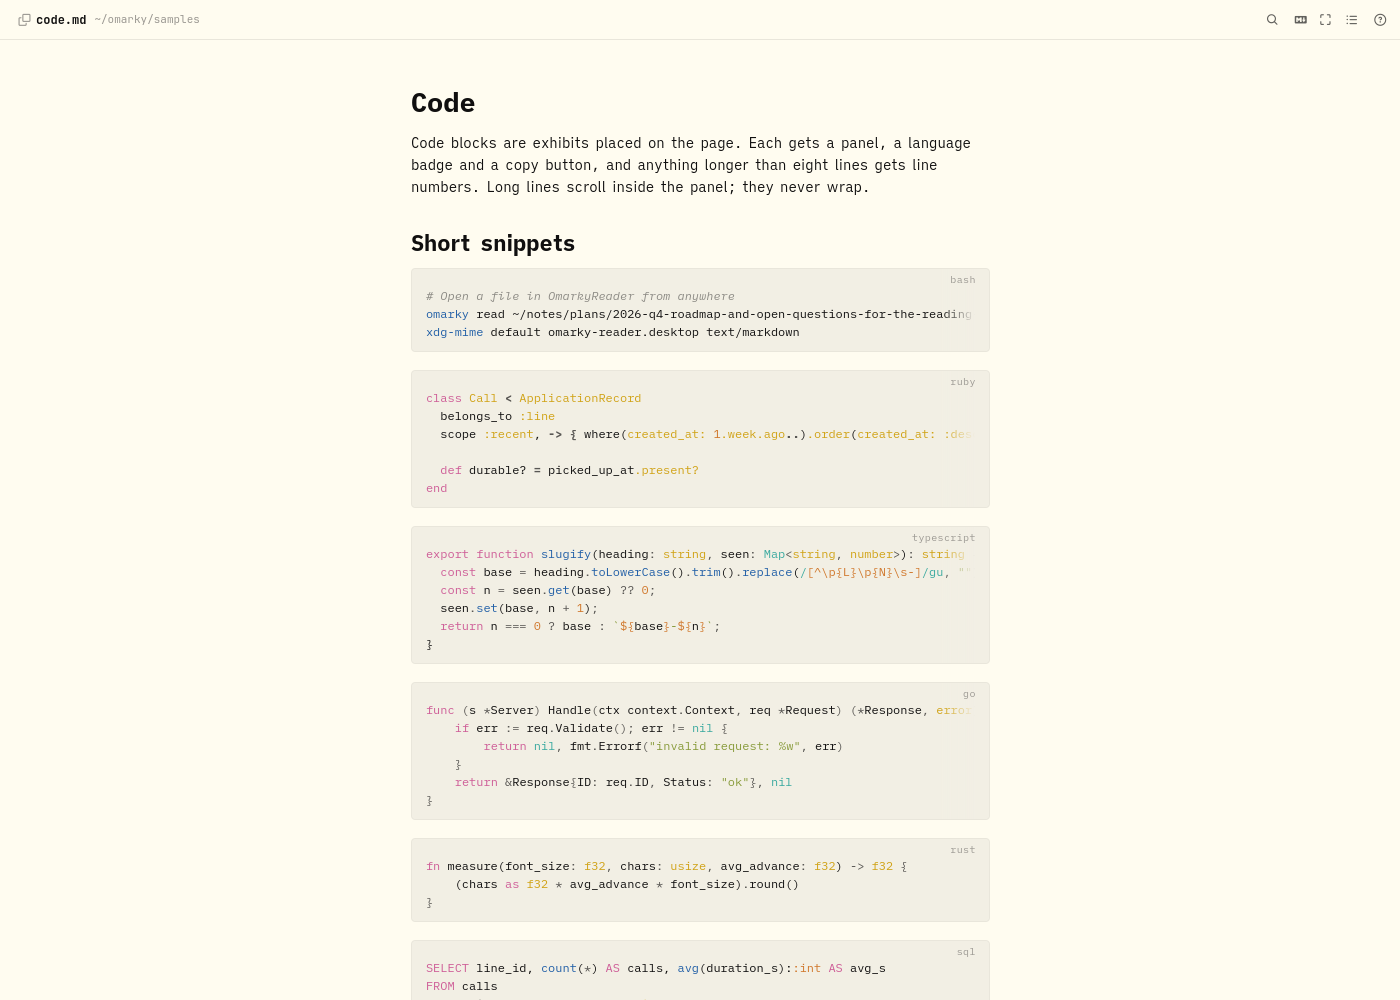 code.md ~/omarky/samples
Code
Code blocks are exhibits placed on the page. Each gets a panel, a language
badge and a copy button, and anything longer than eight lines gets line
numbers. Long lines scroll inside the panel; they never wrap.
Short snippets
bash
# Open a file in OmarkyReader from anywhere
omarky read ~/notes/plans/2026-q4-roadmap-and-open-questions-for-the-reading
xdg-mime default omarky-reader.desktop text/markdown
ruby
class Call < ApplicationRecord
  belongs_to :line
  scope :recent, -> { where(created_at: 1.week.ago..).order(created_at: :des
  def durable? = picked_up_at.present?
end
typescript
export function slugify(heading: string, seen: Map<string, number>): string
  const base = heading.toLowerCase().trim().replace(/[^\p{L}\p{N}\s-]/gu, ""
  const n = seen.get(base) ?? 0;
  seen.set(base, n + 1);
  return n === 0 ? base : `${base}-${n}`;
}
go
func (s *Server) Handle(ctx context.Context, req *Request) (*Response, error
    if err := req.Validate(); err != nil {
        return nil, fmt.Errorf("invalid request: %w", err)
    }
    return &Response{ID: req.ID, Status: "ok"}, nil
}
rust
fn measure(font_size: f32, chars: usize, avg_advance: f32) -> f32 {
    (chars as f32 * avg_advance * font_size).round()
}
sql
SELECT line_id, count(*) AS calls, avg(duration_s)::int AS avg_s
FROM calls